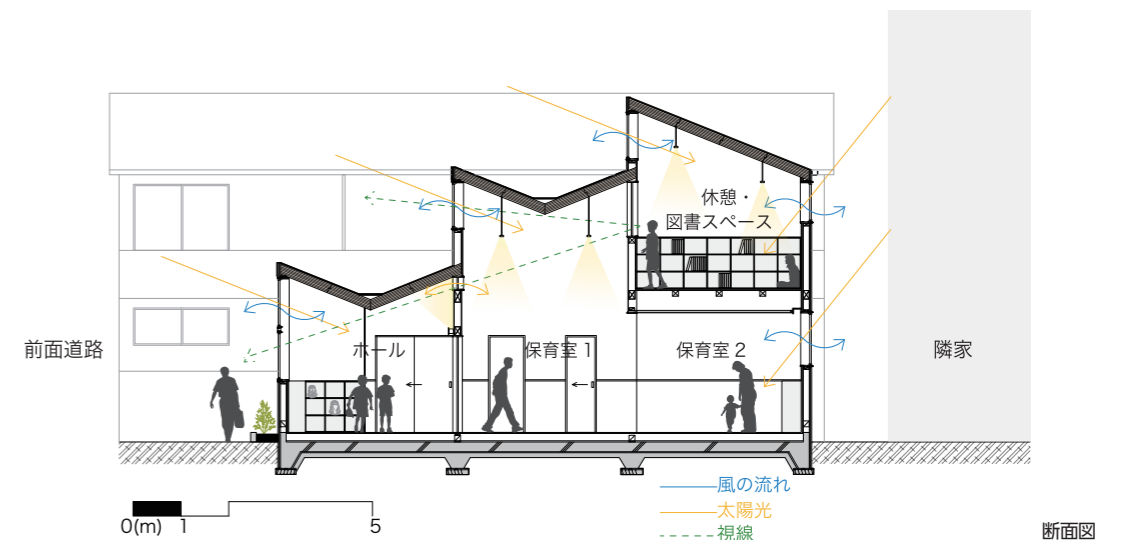 休憩・
図書スペース
前面道路
ホール
保育室 1
保育室 2
隣家
風の流れ
太陽光
視線
0(m) 1 5
断面図